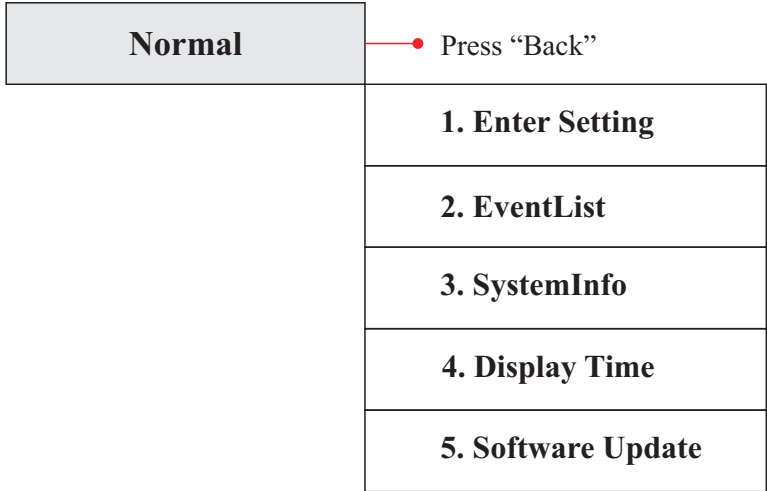 Normal
Press “Back”
1. Enter Setting
2. EventList
3. SystemInfo
4. Display Time
5. Software Update